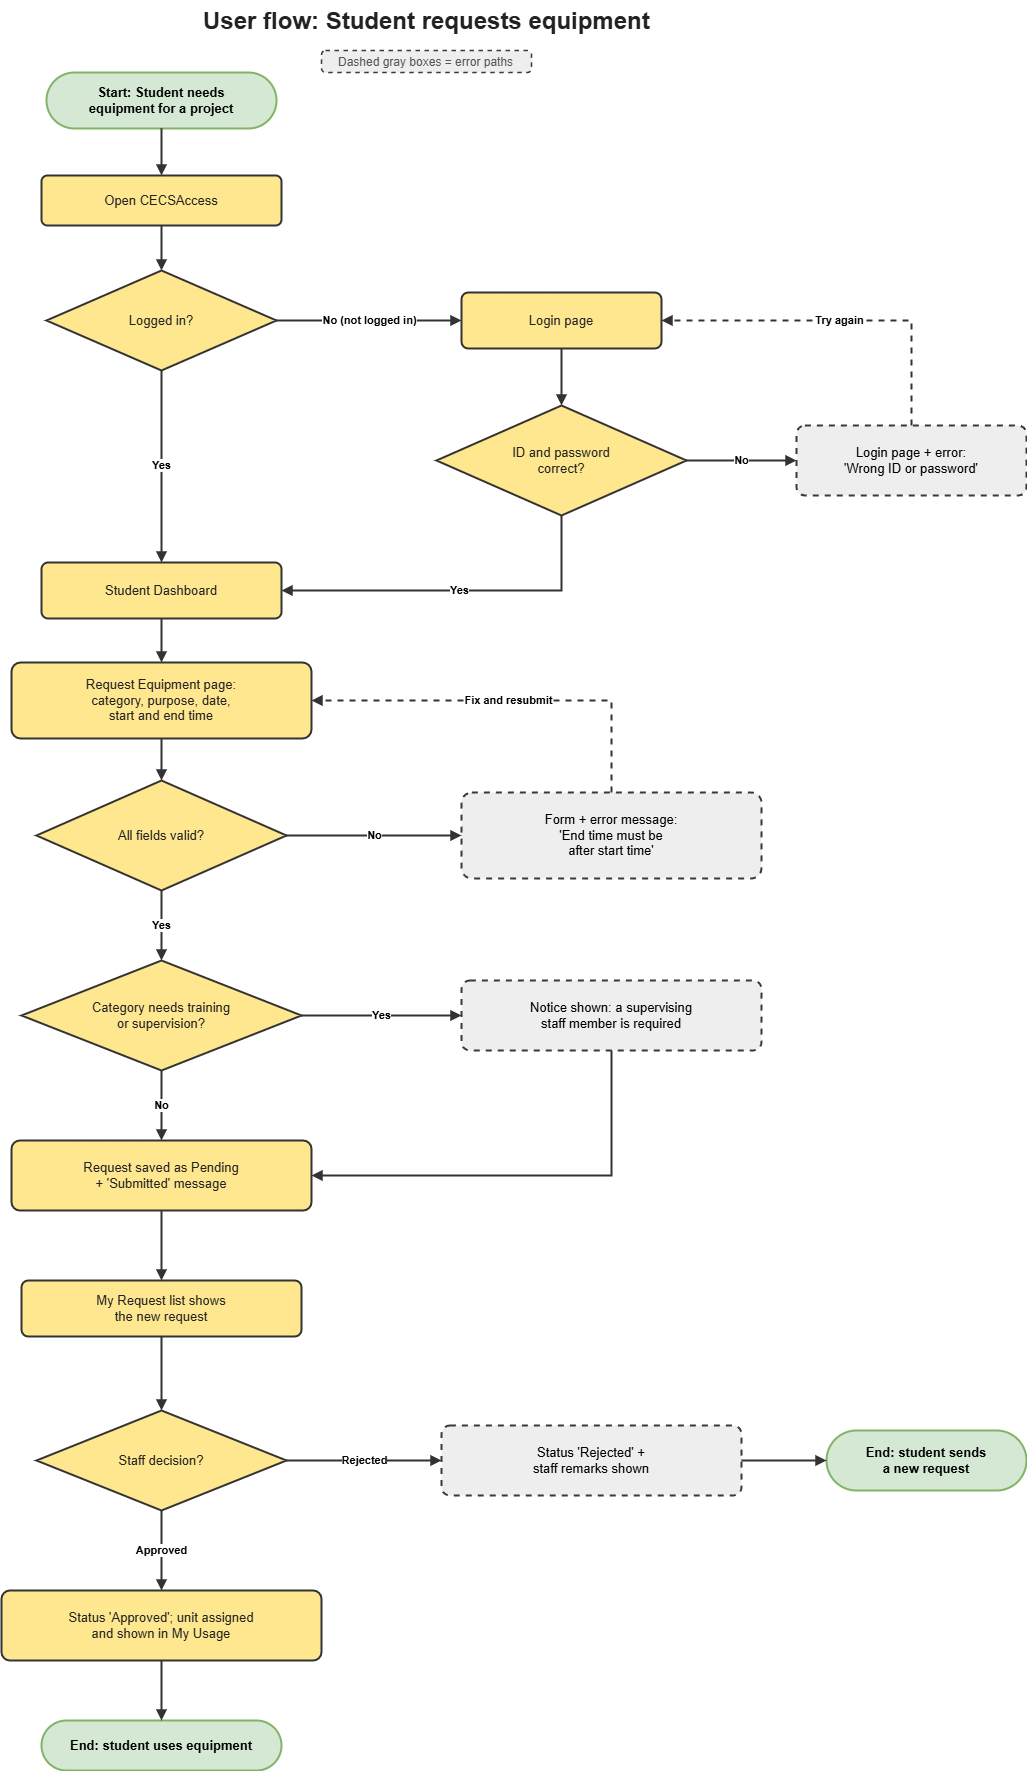 User flow: Student requests equipment
Dashed gray boxes = error paths
Start: Student needs
equipment for a project
Open CECSAccess
Logged in?
No (not logged in)
Login page
Try again
ID and password
correct?
No
Login page + error:
'Wrong ID or password'
Yes
Student Dashboard
Yes
Request Equipment page:
category, purpose, date,
start and end time
Fix and resubmit
All fields valid?
No
Form + error message:
'End time must be
after start time'
Yes
Category needs training
or supervision?
Yes
Notice shown: a supervising
staff member is required
No
Request saved as Pending
+ 'Submitted' message
My Request list shows
the new request
Staff decision?
Rejected
Status 'Rejected' +
staff remarks shown
End: student sends
a new request
Approved
Status 'Approved'; unit assigned
and shown in My Usage
End: student uses equipment